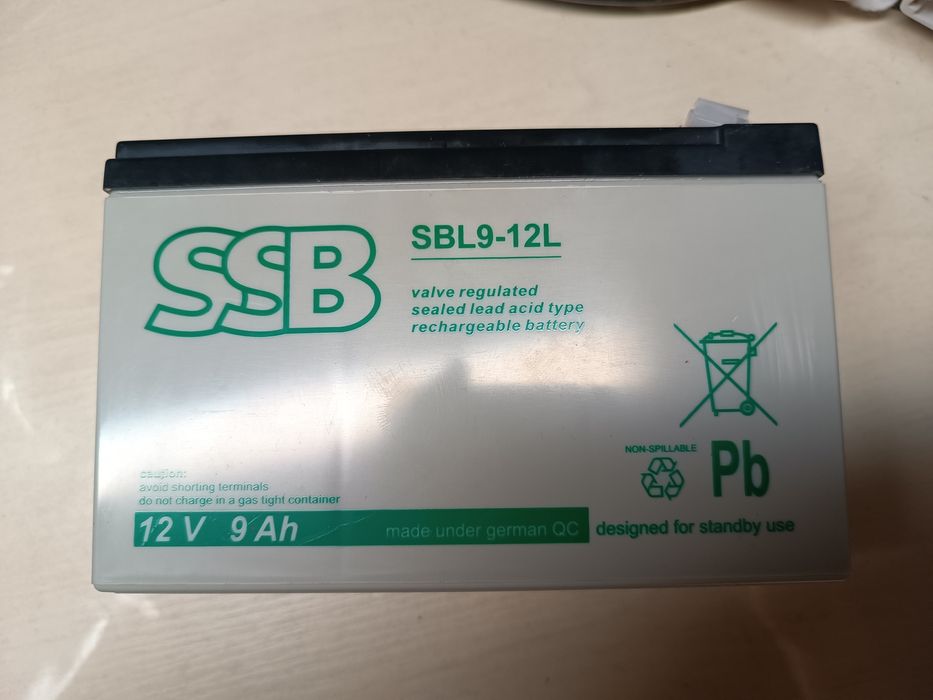 SSB
SBL9-12L
valve regulated
sealed lead acid type
rechargeable battery
NON-SPILLABLE
Pb
caution:
avoid shorting terminals
do not charge in a gas tight container
12 V 9 Ah
made under german QC
designed for standby use